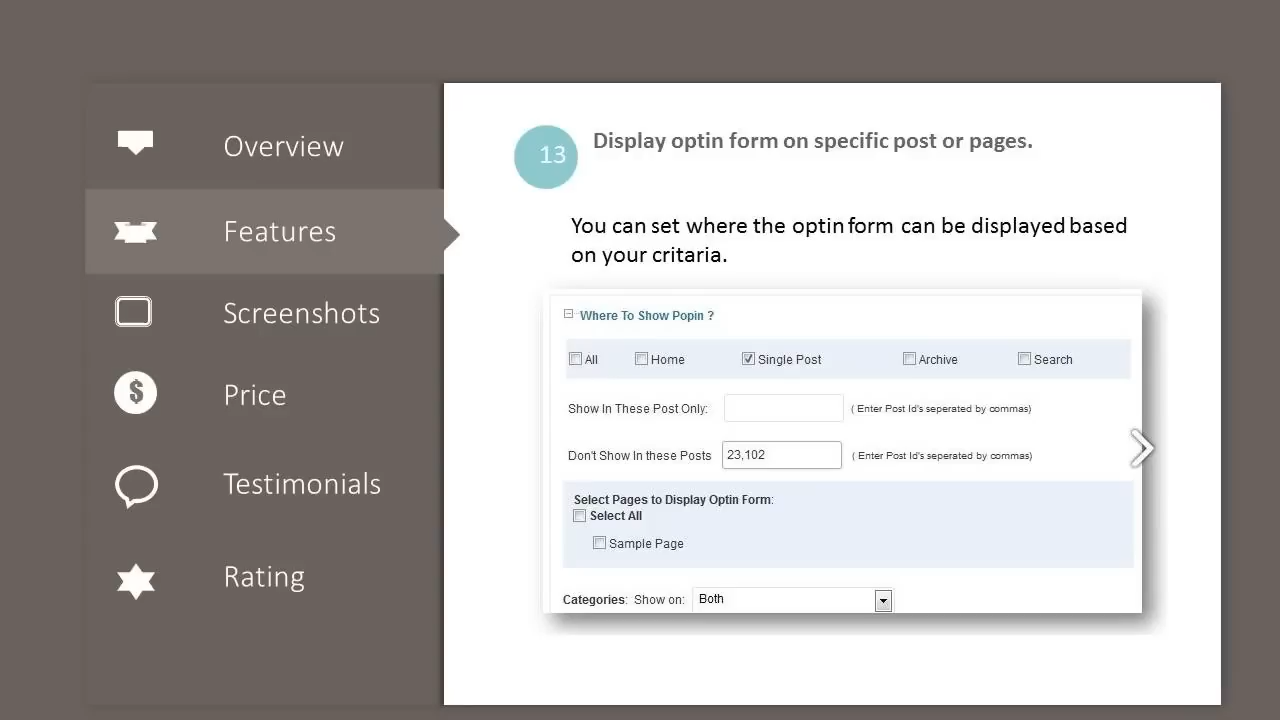 Overview
Features
Screenshots
$
Price
Testimonials
Rating
13
Display optin form on specific post or pages.
You can set where the optin form can be displayed based
on your critaria.
Where To Show Popin ?
All Home Single Post Archive Search
Show In These Post Only: ( Enter Post Id's seperated by commas)
Don't Show In these Posts 23,102 ( Enter Post Id's seperated by commas)
Select Pages to Display Optin Form:
Select All
Sample Page
Categories: Show on: Both